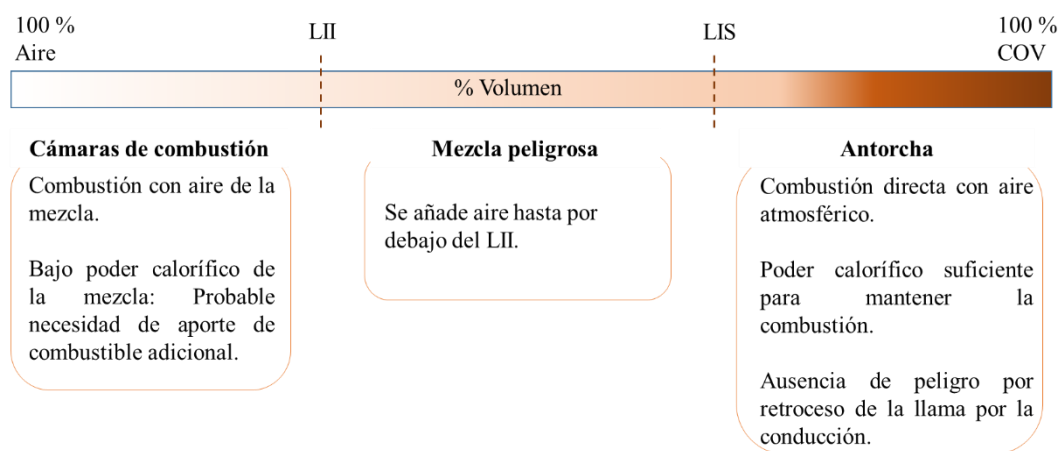 100 %
Aire
LII
LIS
100 %
COV
% Volumen
Cámaras de combustión
Combustión con aire de la
mezcla.
Bajo poder calorífico de
la mezcla: Probable
necesidad de aporte de
combustible adicional.
Mezcla peligrosa
Se añade aire hasta por
debajo del LII.
Antorcha
Combustión directa con aire
atmosférico.
Poder calorífico suficiente
para mantener la
combustión.
Ausencia de peligro por
retroceso de la llama por la
conducción.